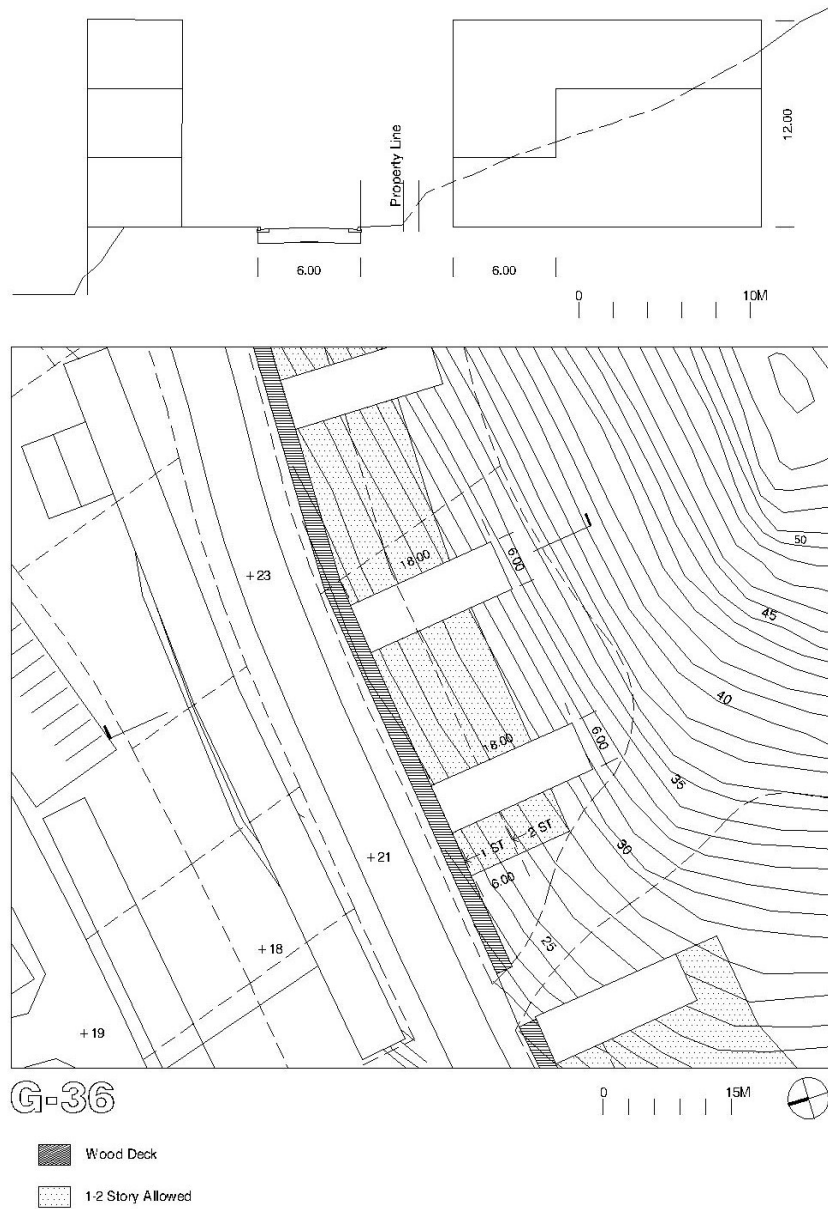 Property Line
12.00
6.00
6.00
0 10M
+23
18.00
6.00
50
45
40
18.00
6.00
35
+21
1 ST
2 ST
30
6.00
25
+18
+19
G-36
0 15M
Wood Deck
1-2 Story Allowed